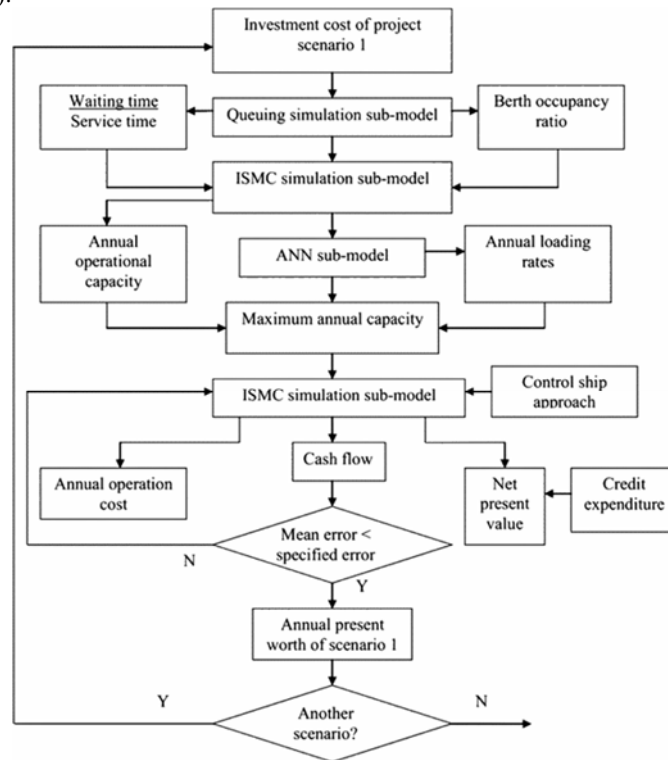 ).
Investment cost of project
scenario 1
Waiting time
Service time
Queuing simulation sub-model
Berth occupancy
ratio
ISMC simulation sub-model
Annual
operational
capacity
ANN sub-model
Annual loading
rates
Maximum annual capacity
ISMC simulation sub-model
Control ship
approach
Annual operation
cost
Cash flow
Net
present
value
Credit
expenditure
Mean error <
specified error
N
Y
Annual present
worth of scenario 1
Y
Another
scenario?
N